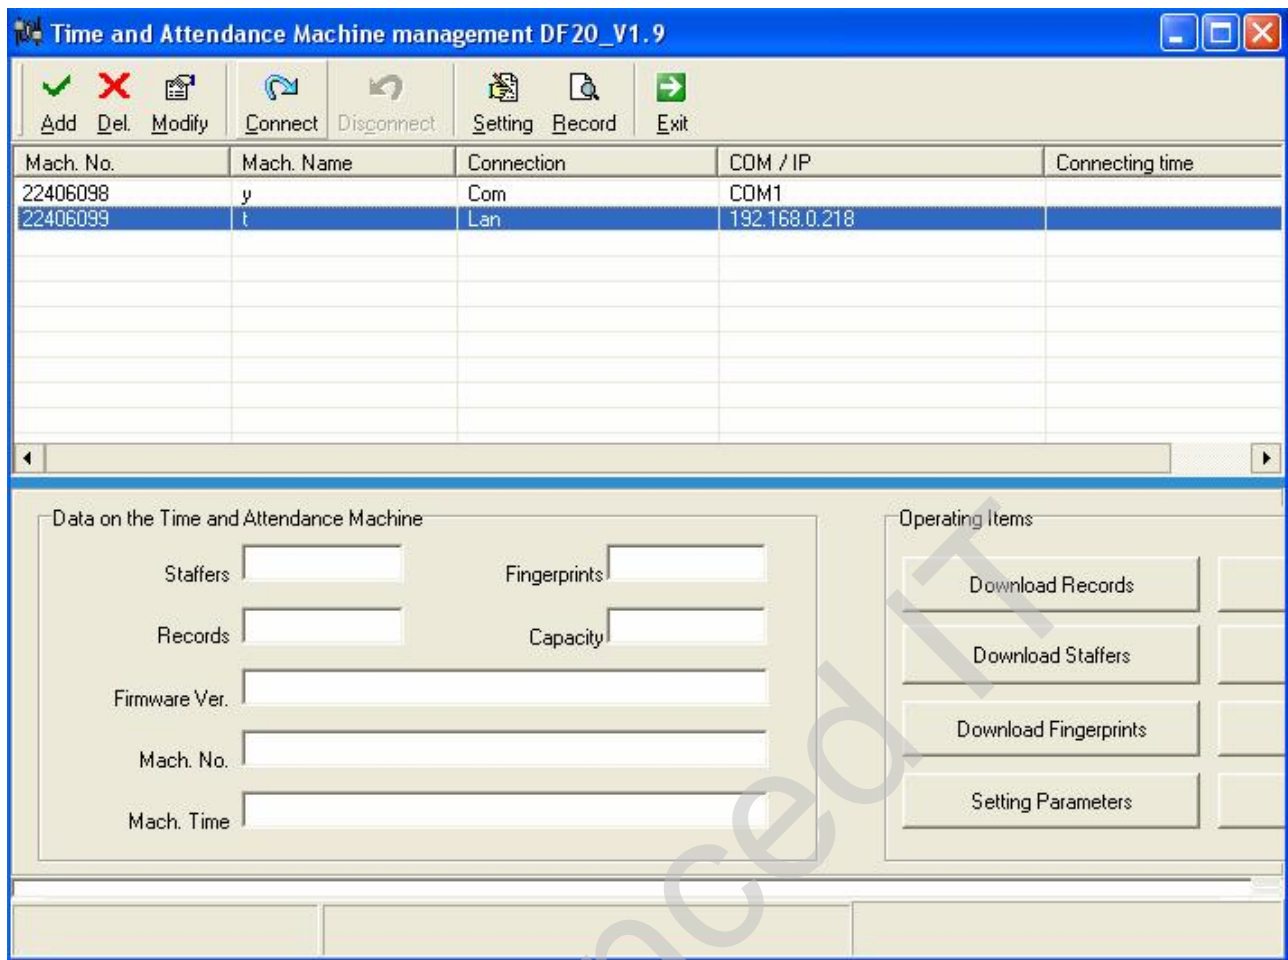 Time and Attendance Machine management DF20_V1.9
Add Del. Modify Connect Disconnect Setting Record Exit
Mach. No. Mach. Name Connection COM / IP Connecting time
22406098 y Com COM1
22406099 t Lan 192.168.0.218
Data on the Time and Attendance Machine
Staffers Fingerprints
Records Capacity
Firmware Ver.
Mach. No.
Mach. Time
Operating Items
Download Records
Download Staffers
Download Fingerprints
Setting Parameters
nced IT